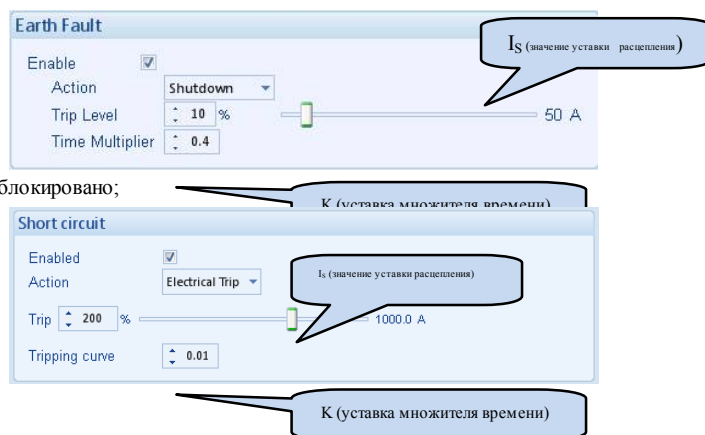 Earth Fault
Is (значение уставки расцепления)
Enable
Action Shutdown
Trip Level 10 % 50 A
Time Multiplier 0.4
блокировано;
К (уставка множителя времени)
Short circuit
Enabled
Action Electrical Trip
Is (значение уставки расцепления)
Trip 200 % 1000.0 A
Tripping curve 0.01
К (уставка множителя времени)